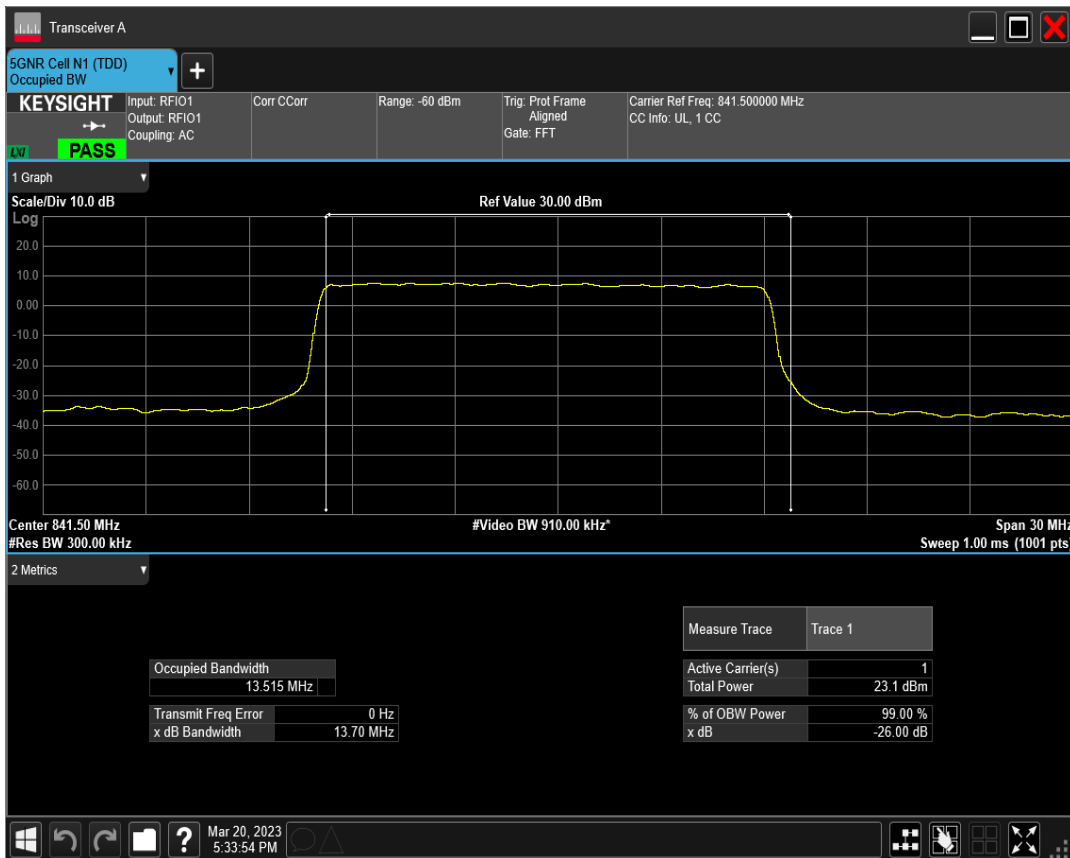 Transceiver A
5GNR Cell N1 (TDD)
Occupied BW
KEYSIGHT
LXI
PASS
Input: RFIO1
Output: RFIO1
Coupling: AC
Corr CCorr
Range: -60 dBm
Trig: Prot Frame
Aligned
Gate: FFT
Carrier Ref Freq: 841.500000 MHz
CC Info: UL, 1 CC
1 Graph
Scale/Div 10.0 dB
Ref Value 30.00 dBm
Log
20.0
10.0
0.00
-10.0
-20.0
-30.0
-40.0
-50.0
-60.0
Center 841.50 MHz
#Video BW 910.00 kHz*
Span 30 MHz
#Res BW 300.00 kHz
Sweep 1.00 ms (1001 pts)
2 Metrics
Measure Trace Trace 1
Occupied Bandwidth
13.515 MHz
Transmit Freq Error 0 Hz
x dB Bandwidth 13.70 MHz
Active Carrier(s) 1
Total Power 23.1 dBm
% of OBW Power 99.00 %
x dB -26.00 dB
?
Mar 20, 2023
5:33:54 PM